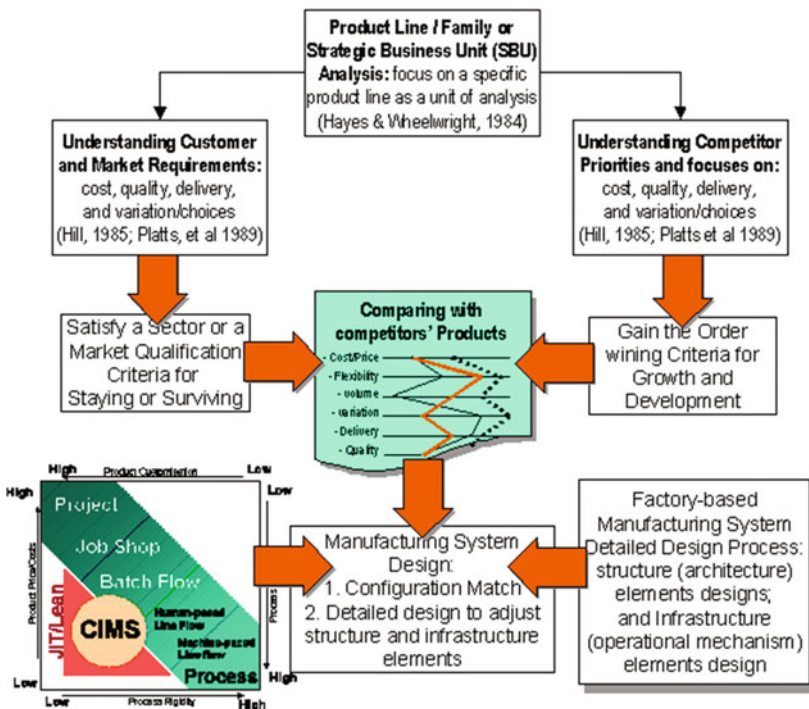 Product Line / Family or
Strategic Business Unit (SBU)
Analysis: focus on a specific
product line as a unit of analysis
(Hayes & Wheelwright, 1984)
Understanding Customer
and Market Requirements:
cost, quality, delivery,
and variation/choices
(Hill, 1985; Platts, et al 1989)
Understanding Competitor
Priorities and focuses on:
cost, quality, delivery,
and variation/choices
(Hill, 1985; Platts et al 1989)
Satisfy a Sector or a
Market Qualification
Criteria for
Staying or Surviving
Comparing with
competitors' Products
- Cost/Price
- Flexibility
- volume
- variation
- Delivery
- Quality
Gain the Order
wining Criteria for
Growth and
Development
High
Product Customisation
Low
High
Low
Product Price/Costs
Process
Project
Job Shop
Batch Flow
Human-paced
Line Flow
Machine-paced
Line flow
Process
JIT/Lean
CIMS
Low
High
Low
Process Rigidity
High
Manufacturing System
Design:
1. Configuration Match
2. Detailed design to adjust
structure and infrastructure
elements
Factory-based
Manufacturing System
Detailed Design Process:
structure (architecture)
elements designs;
and Infrastructure
(operational mechanism)
elements design